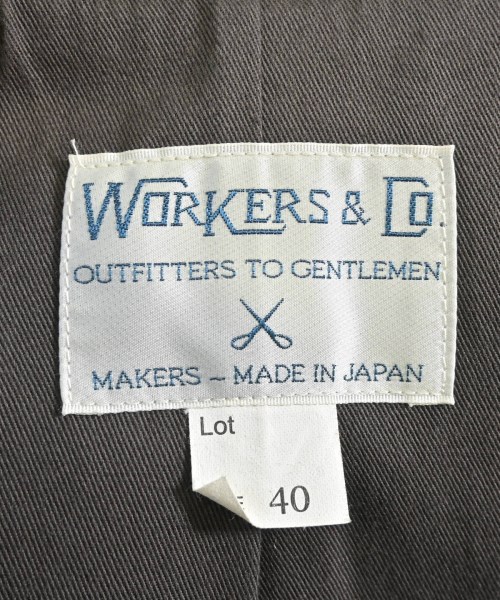 WORKERS & CO
OUTFITTERS TO GENTLEMEN
MAKERS ~ MADE IN JAPAN
Lot
40